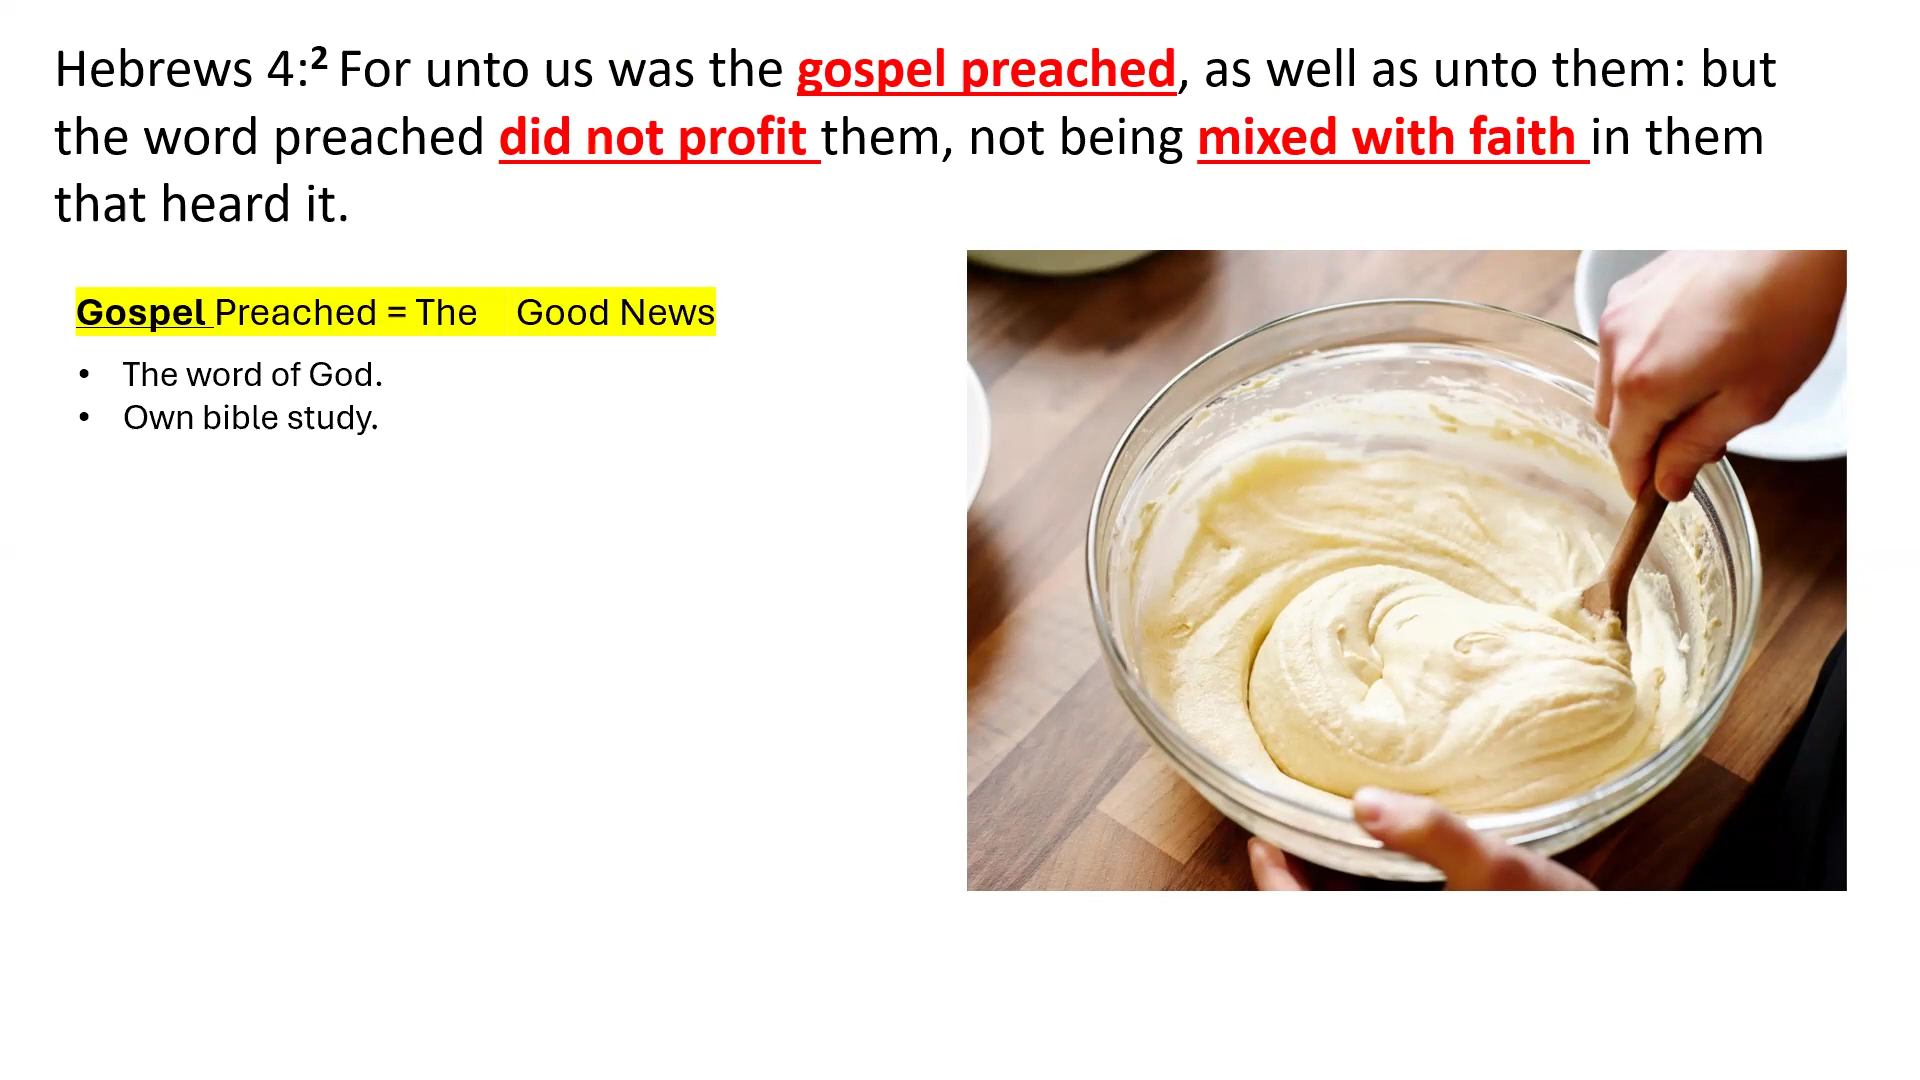 Hebrews 4:² For unto us was the gospel preached, as well as unto them: but
the word preached did not profit them, not being mixed with faith in them
that heard it.
Gospel Preached = The Good News
• The word of God.
• Own bible study.